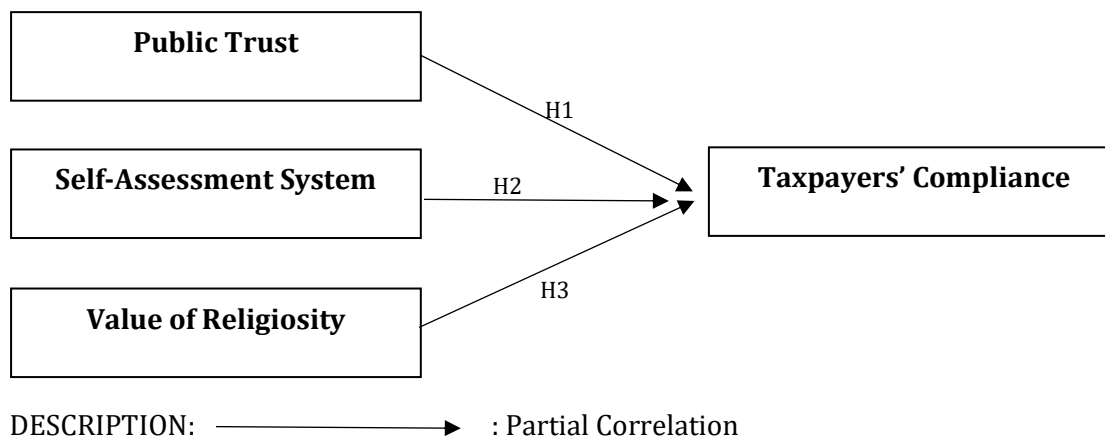 Public Trust
H1
Self-Assessment System
H2
Taxpayers’ Compliance
H3
Value of Religiosity
DESCRIPTION: : Partial Correlation